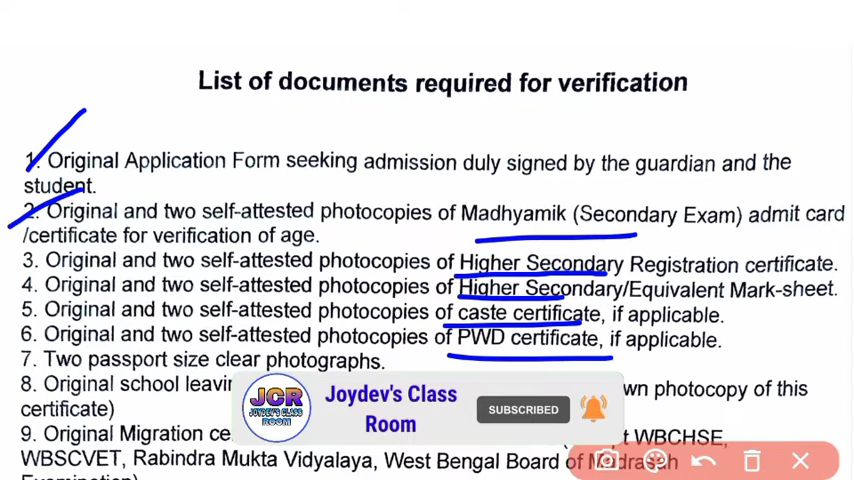 List of documents required for verification
1. Original Application Form seeking admission duly signed by the guardian and the
student.
2. Original and two self-attested photocopies of Madhyamik (Secondary Exam) admit card
/certificate for verification of age.
3. Original and two self-attested photocopies of Higher Secondary Registration certificate.
4. Original and two self-attested photocopies of Higher Secondary/Equivalent Mark-sheet.
5. Original and two self-attested photocopies of caste certificate, if applicable.
6. Original and two self-attested photocopies of PWD certificate, if applicable.
7. Two passport size clear photographs.
8. Original school photocopy of this
certificate)
9. Original Migration WBCHSE,
WBSCVET, Rabindra Mukta Vidyalaya, West Bengal Board of Madrasah
JCR
JOYDEV'S CLASS
ROOM
Joydev's Class
Room
SUBSCRIBED